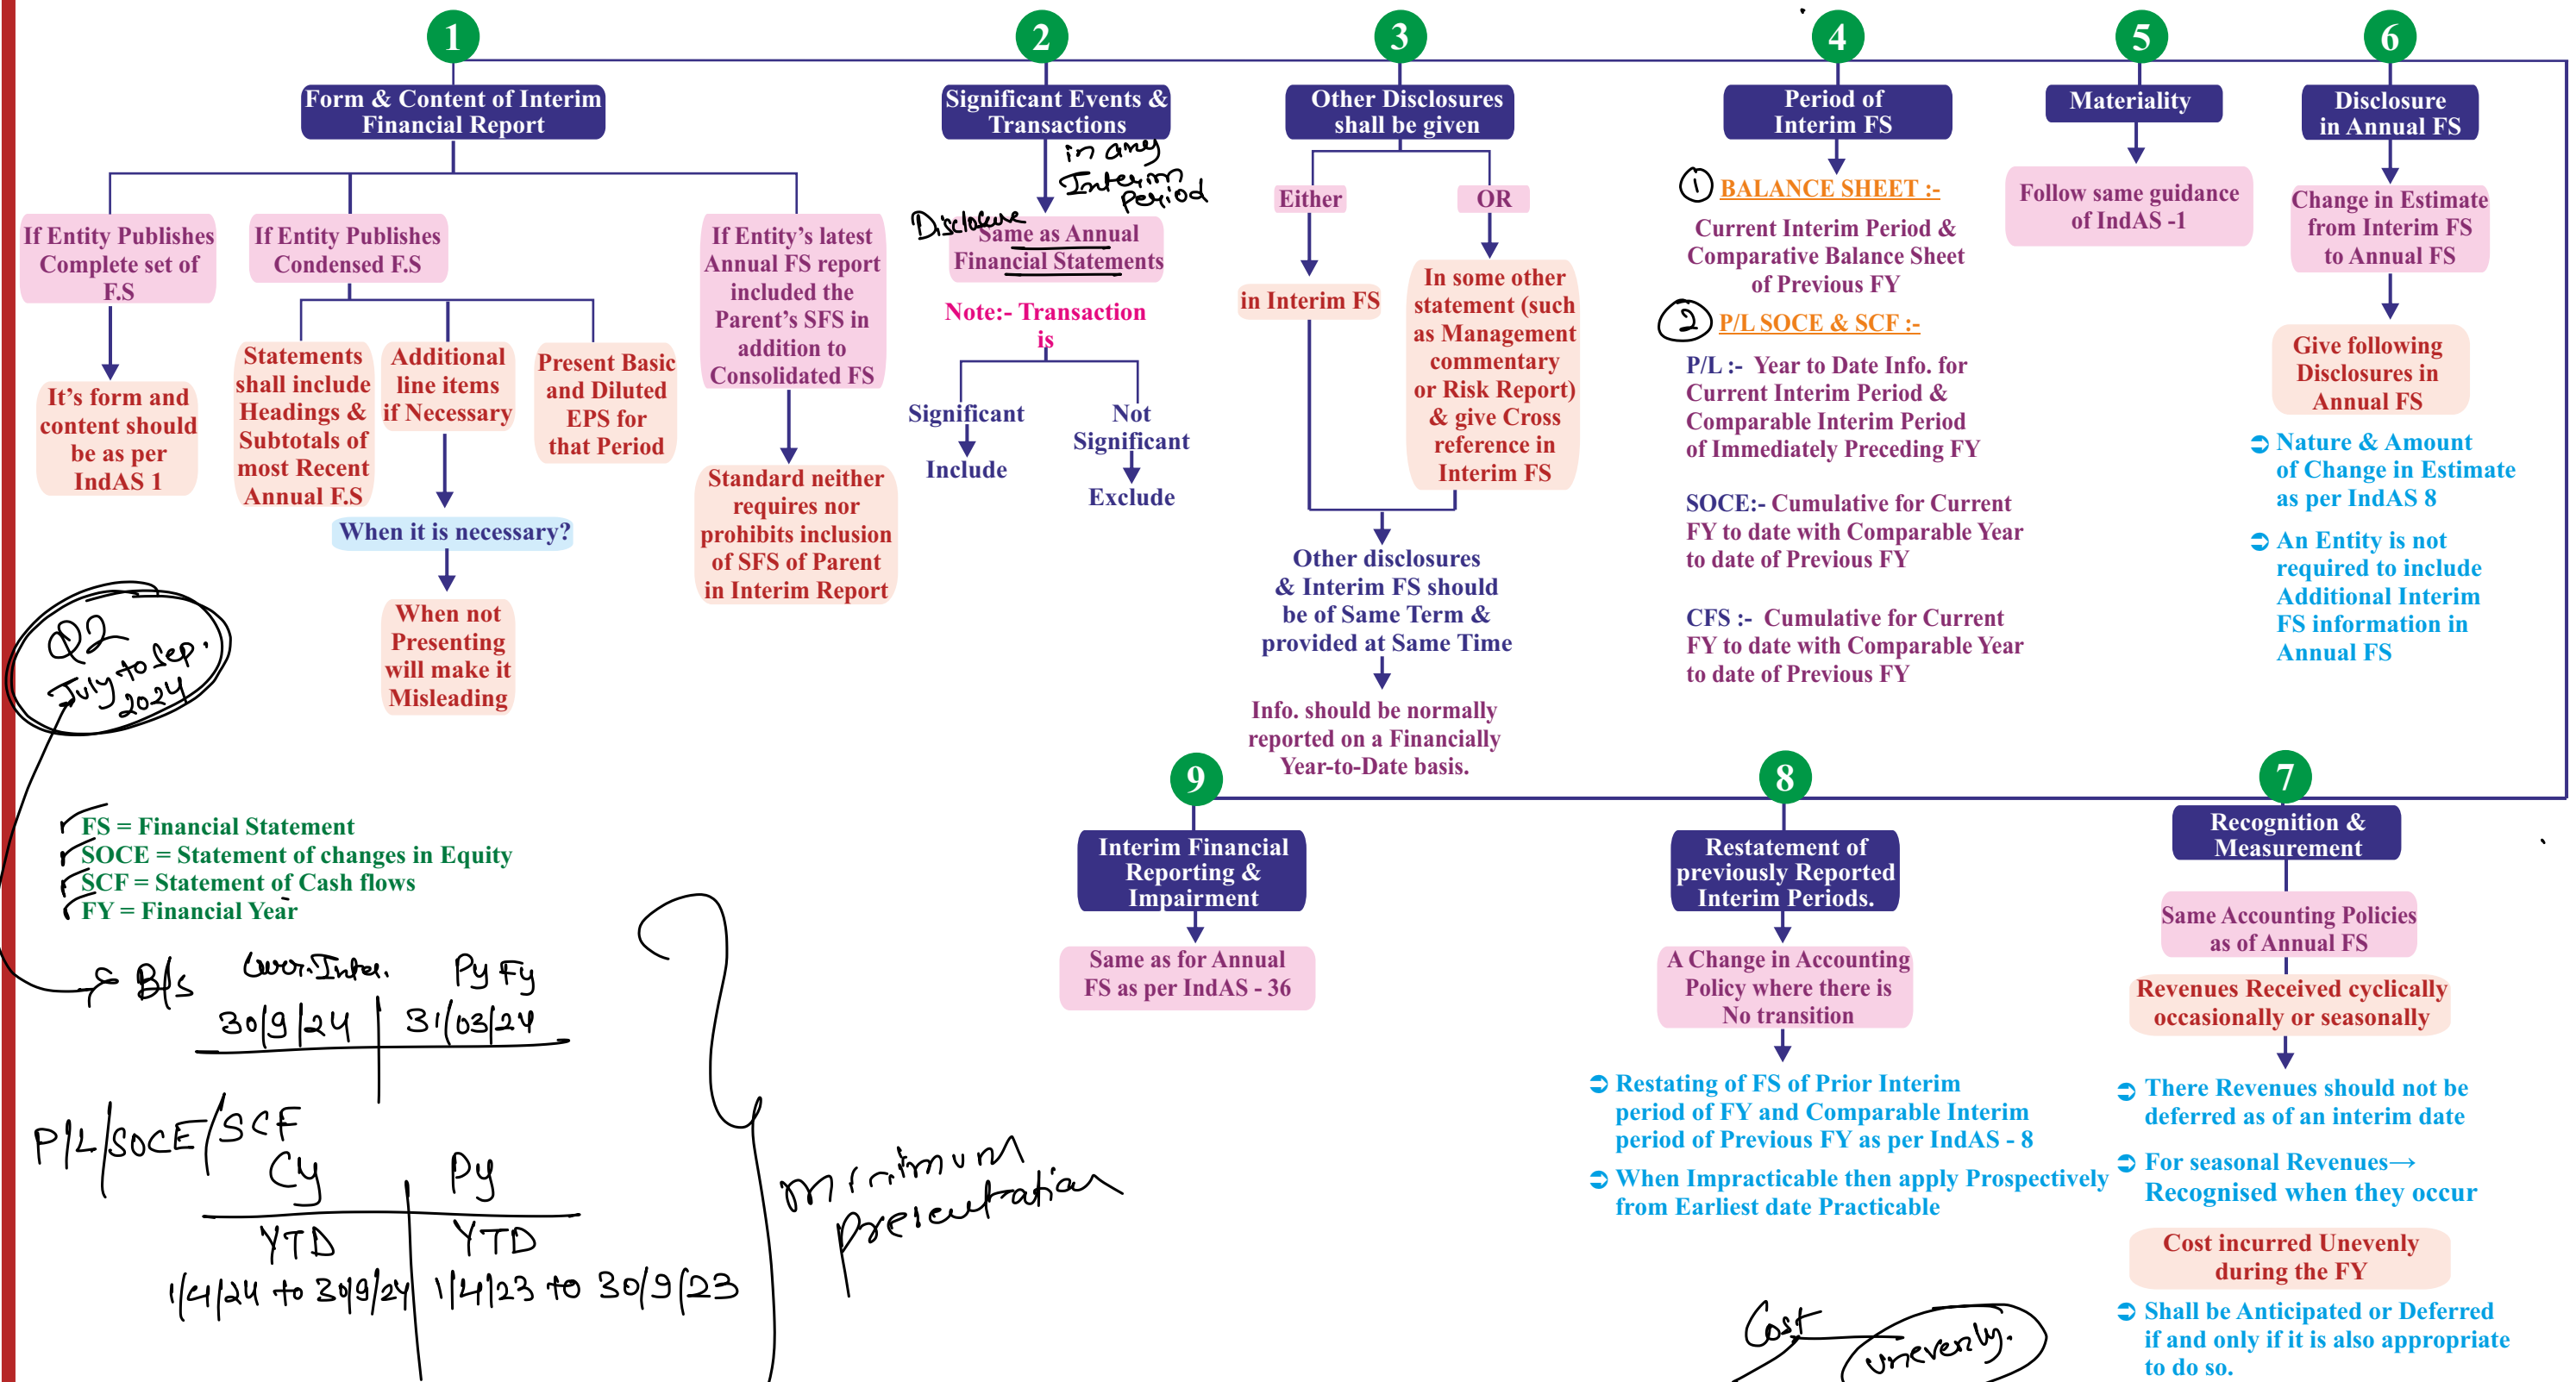 1
Form & Content of Interim
Financial Report
If Entity Publishes
Complete set of
F.S
It's form and
content should
be as per
IndAS 1
If Entity Publishes
Condensed F.S
Statements
shall include
Headings &
Subtotals of
most Recent
Annual F.S
Additional
line items
if Necessary
When it is necessary?
When not
Presenting
will make it
Misleading
Present Basic
and Diluted
EPS for
that Period
If Entity's latest
Annual FS report
included the
Parent's SFS in
addition to
Consolidated FS
Standard neither
requires nor
prohibits inclusion
of SFS of Parent
in Interim Report
2
Significant Events &
Transactions
in any
Interim
Period
Disclosure
Same as Annual
Financial Statements
Note:- Transaction
is
Significant
Include
Not
Significant
Exclude
3
Other Disclosures
shall be given
Either
in Interim FS
OR
In some other
statement (such
as Management
commentary
or Risk Report)
& give Cross
reference in
Interim FS
Other disclosures
& Interim FS should
be of Same Term &
provided at Same Time
Info. should be normally
reported on a Financially
Year-to-Date basis.
4
Period of
Interim FS
1 BALANCE SHEET :-
Current Interim Period &
Comparative Balance Sheet
of Previous FY
2 P/L SOCE & SCF :-
P/L :- Year to Date Info. for
Current Interim Period &
Comparable Interim Period
of Immediately Preceding FY
SOCE:- Cumulative for Current
FY to date with Comparable Year
to date of Previous FY
CFS :- Cumulative for Current
FY to date with Comparable Year
to date of Previous FY
5
Materiality
Follow same guidance
of IndAS -1
6
Disclosure
in Annual FS
Change in Estimate
from Interim FS
to Annual FS
Give following
Disclosures in
Annual FS
➲ Nature & Amount
of Change in Estimate
as per IndAS 8
➲ An Entity is not
required to include
Additional Interim
FS information in
Annual FS
7
Recognition &
Measurement
Same Accounting Policies
as of Annual FS
Revenues Received cyclically
occasionally or seasonally
➲ There Revenues should not be
deferred as of an interim date
➲ For seasonal Revenues→
Recognised when they occur
Cost incurred Unevenly
during the FY
➲ Shall be Anticipated or Deferred
if and only if it is also appropriate
to do so.
8
Restatement of
previously Reported
Interim Periods.
A Change in Accounting
Policy where there is
No transition
➲ Restating of FS of Prior Interim
period of FY and Comparable Interim
period of Previous FY as per IndAS - 8
➲ When Impracticable then apply Prospectively
from Earliest date Practicable
9
Interim Financial
Reporting &
Impairment
Same as for Annual
FS as per IndAS - 36
Q2
July to Sep.
2024
FS = Financial Statement
SOCE = Statement of changes in Equity
SCF = Statement of Cash flows
FY = Financial Year
B/s Curr. Inter. Py Fy
30/9/24 31/03/24
P/L/SOCE/SCF
Cy Py
YTD YTD
1/4/24 to 30/9/24 1/4/23 to 30/9/23
minimum
presentation
Cost
unevenly.